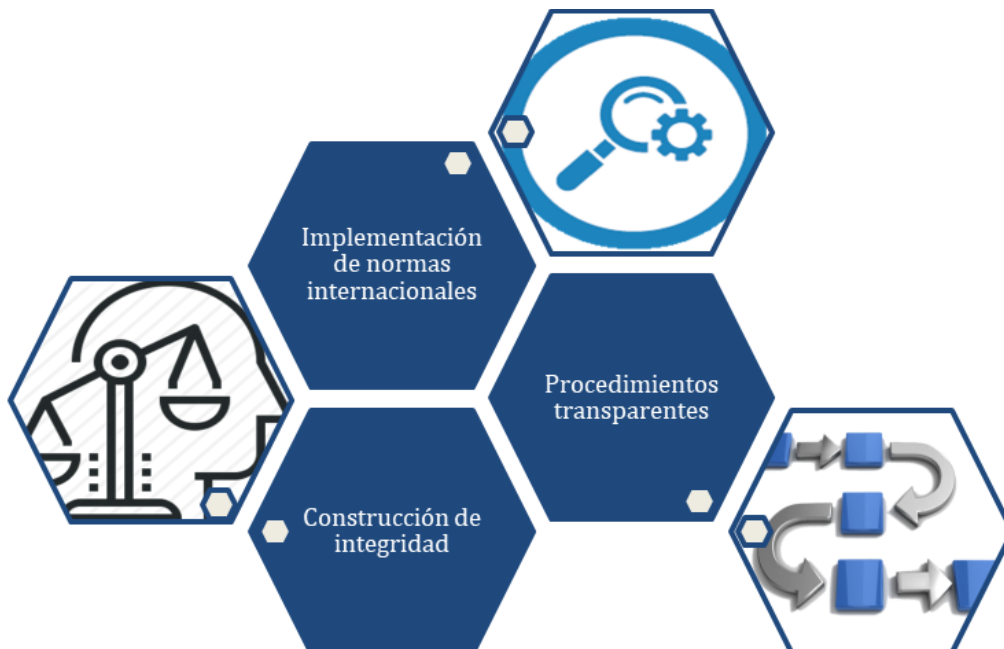 Implementación
de normas
internacionales
Procedimientos
transparentes
Construcción de
integridad